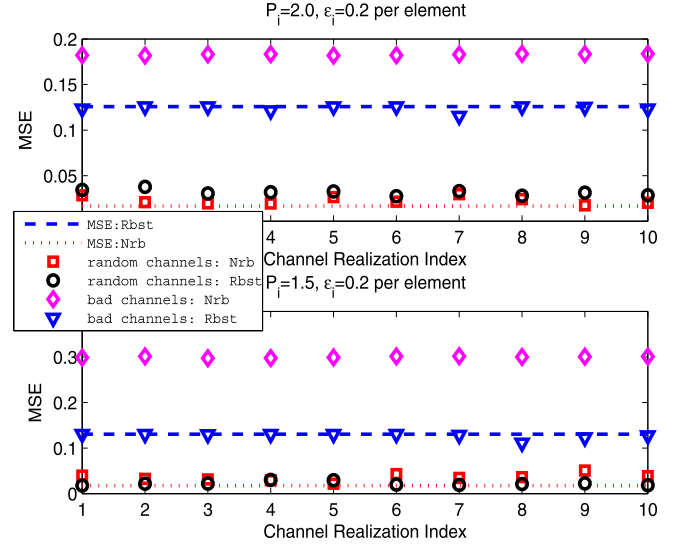 P_i=2.0, ε_i=0.2 per element
0.2
0.15
0.1
0.05
MSE
1 2 3 4 5 6 7 8 9 10
Channel Realization Index
MSE:Rbst
MSE:Nrb
random channels: Nrb
random channels: Rbst
bad channels: Nrb
bad channels: Rbst
P_i=1.5, ε_i=0.2 per element
0.3
0.2
0.1
0
MSE
1 2 3 4 5 6 7 8 9 10
Channel Realization Index